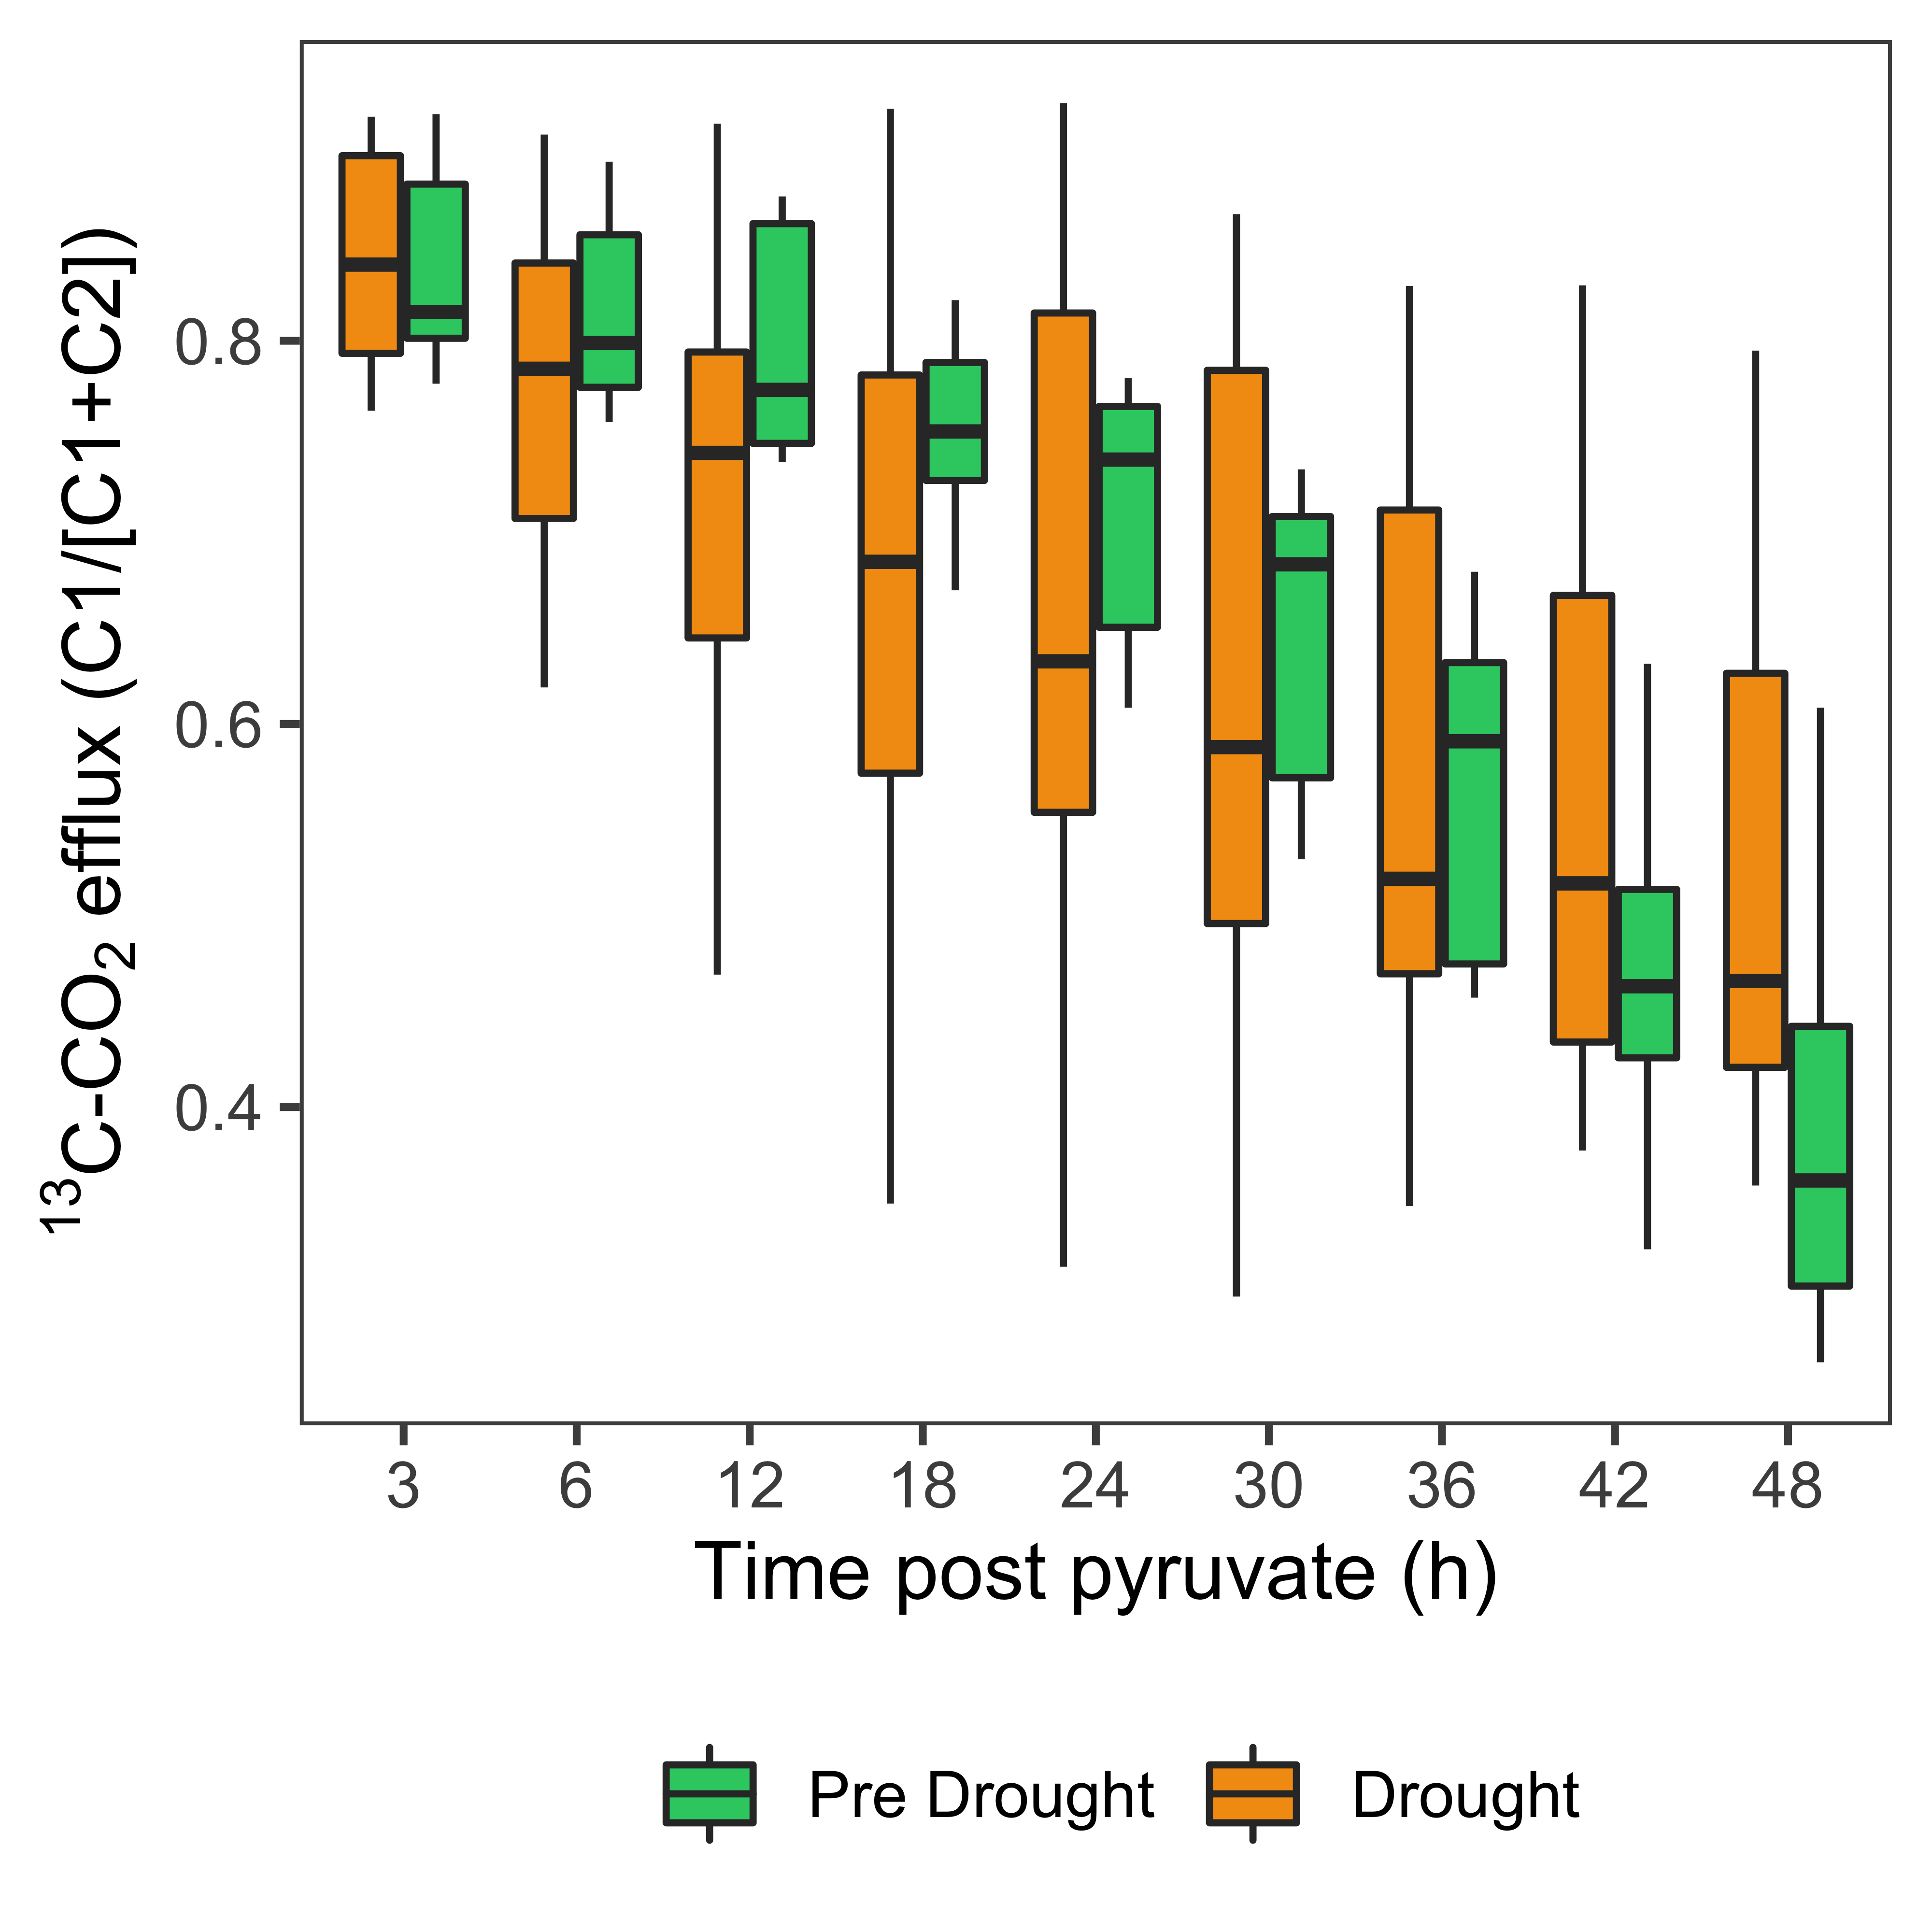 ¹³C-CO₂ efflux (C1/[C1+C2])
0.8
0.6
0.4
3 6 12 18 24 30 36 42 48
Time post pyruvate (h)
Pre Drought Drought